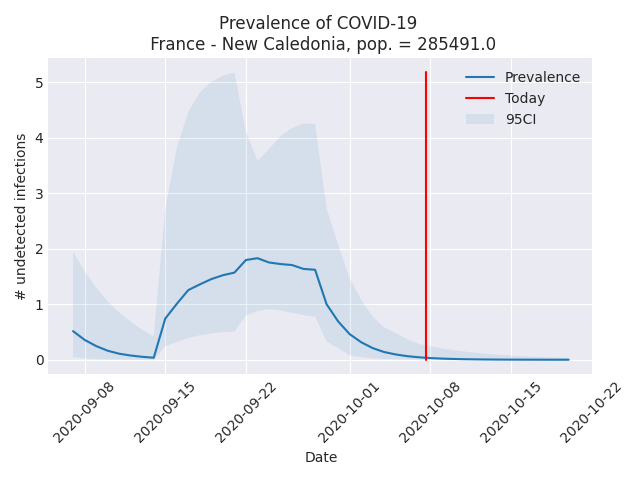 Prevalence of COVID-19
France - New Caledonia, pop. = 285491.0
Prevalence
Today
95CI
# undetected infections
5
4
3
2
1
0
2020-09-08
2020-09-15
2020-09-22
2020-10-01
2020-10-08
2020-10-15
2020-10-22
Date